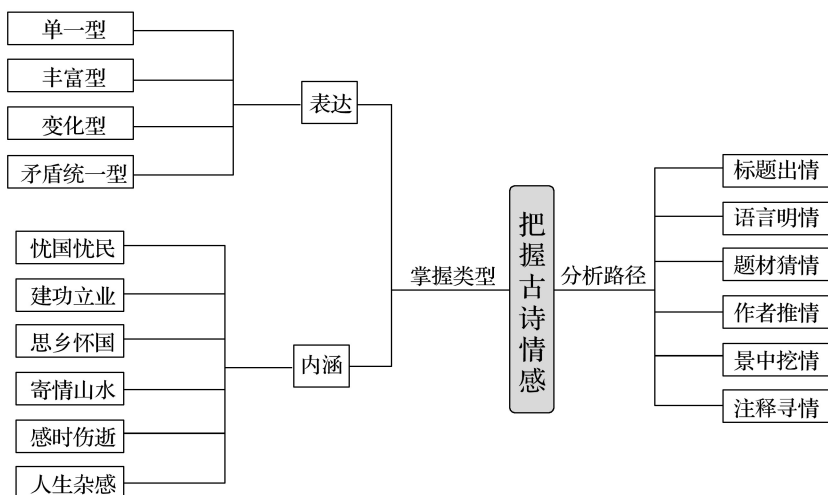 单一型
丰富型
变化型
矛盾统一型
表达
忧国忧民
建功立业
思乡怀国
寄情山水
感时伤逝
人生杂感
内涵
掌握类型
把握古诗情感
分析路径
标题出情
语言明情
题材猜情
作者推情
景中挖情
注释寻情